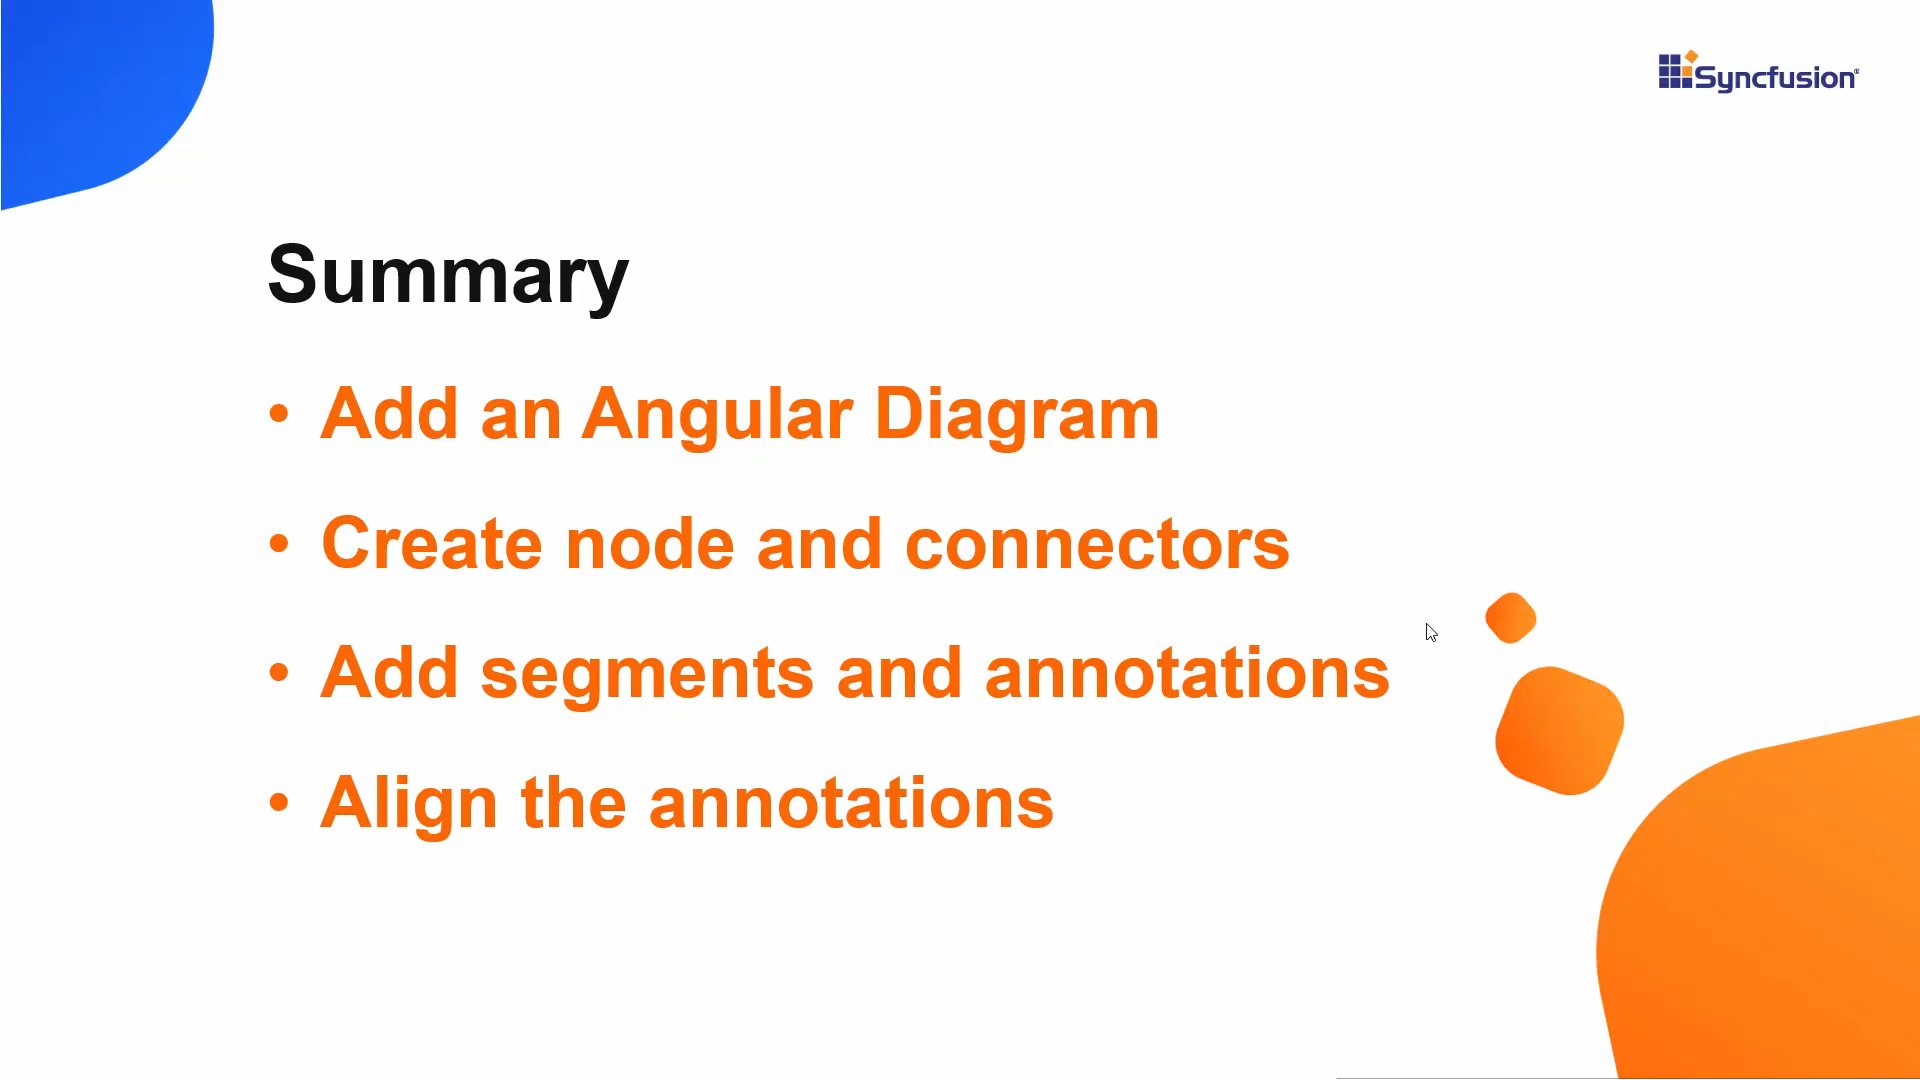 Syncfusion
Summary
• Add an Angular Diagram
• Create node and connectors
• Add segments and annotations
• Align the annotations